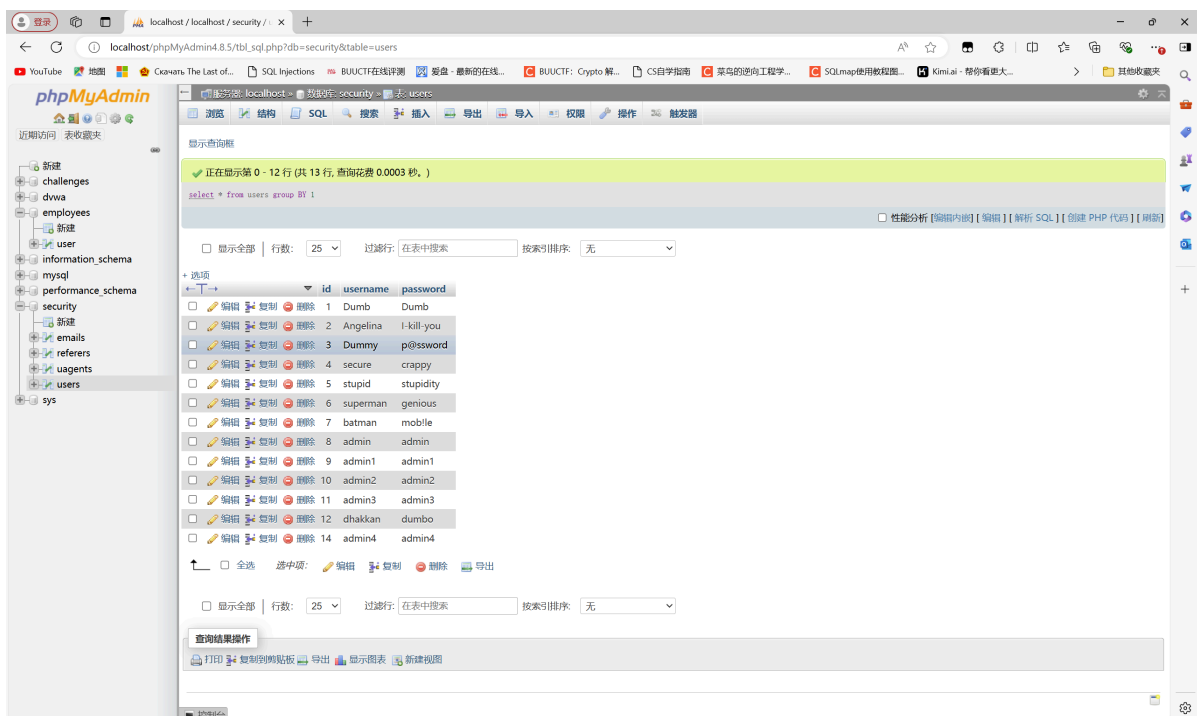 登录
localhost / localhost / security / u
localhost/phpMyAdmin4.8.5/tbl_sql.php?db=security&table=users
YouTube 地图 Скачать The Last of... SQL Injections BUUCTF在线评测 爱盘 - 最新的在线... BUUCTF：Crypto 解... CS自学指南 菜鸟的逆向工程学... SQLmap使用教程图... Kimi.ai - 帮你看更大... 其他收藏夹
phpMyAdmin
近期访问 表收藏夹
新建
challenges
dvwa
employees
新建
user
information_schema
mysql
performance_schema
security
新建
emails
referers
uagents
users
sys
服务器: localhost » 数据库: security » 表: users
浏览 结构 SQL 搜索 插入 导出 导入 权限 操作 触发器
显示查询框
正在显示第 0 - 12 行 (共 13 行, 查询花费 0.0003 秒。)
select * from users group BY 1
性能分析 [编辑内嵌] [ 编辑 ] [ 解析 SQL ] [ 创建 PHP 代码 ] [ 刷新]
显示全部 | 行数: 25 过滤行: 在表中搜索 按索引排序: 无
+ 选项
←T→ id username password
编辑 复制 删除 1 Dumb Dumb
编辑 复制 删除 2 Angelina I-kill-you
编辑 复制 删除 3 Dummy p@ssword
编辑 复制 删除 4 secure crappy
编辑 复制 删除 5 stupid stupidity
编辑 复制 删除 6 superman genious
编辑 复制 删除 7 batman mob!le
编辑 复制 删除 8 admin admin
编辑 复制 删除 9 admin1 admin1
编辑 复制 删除 10 admin2 admin2
编辑 复制 删除 11 admin3 admin3
编辑 复制 删除 12 dhakkan dumbo
编辑 复制 删除 14 admin4 admin4
全选 选中项: 编辑 复制 删除 导出
显示全部 | 行数: 25 过滤行: 在表中搜索 按索引排序: 无
查询结果操作
打印 复制到剪贴板 导出 显示图表 新建视图
控制台